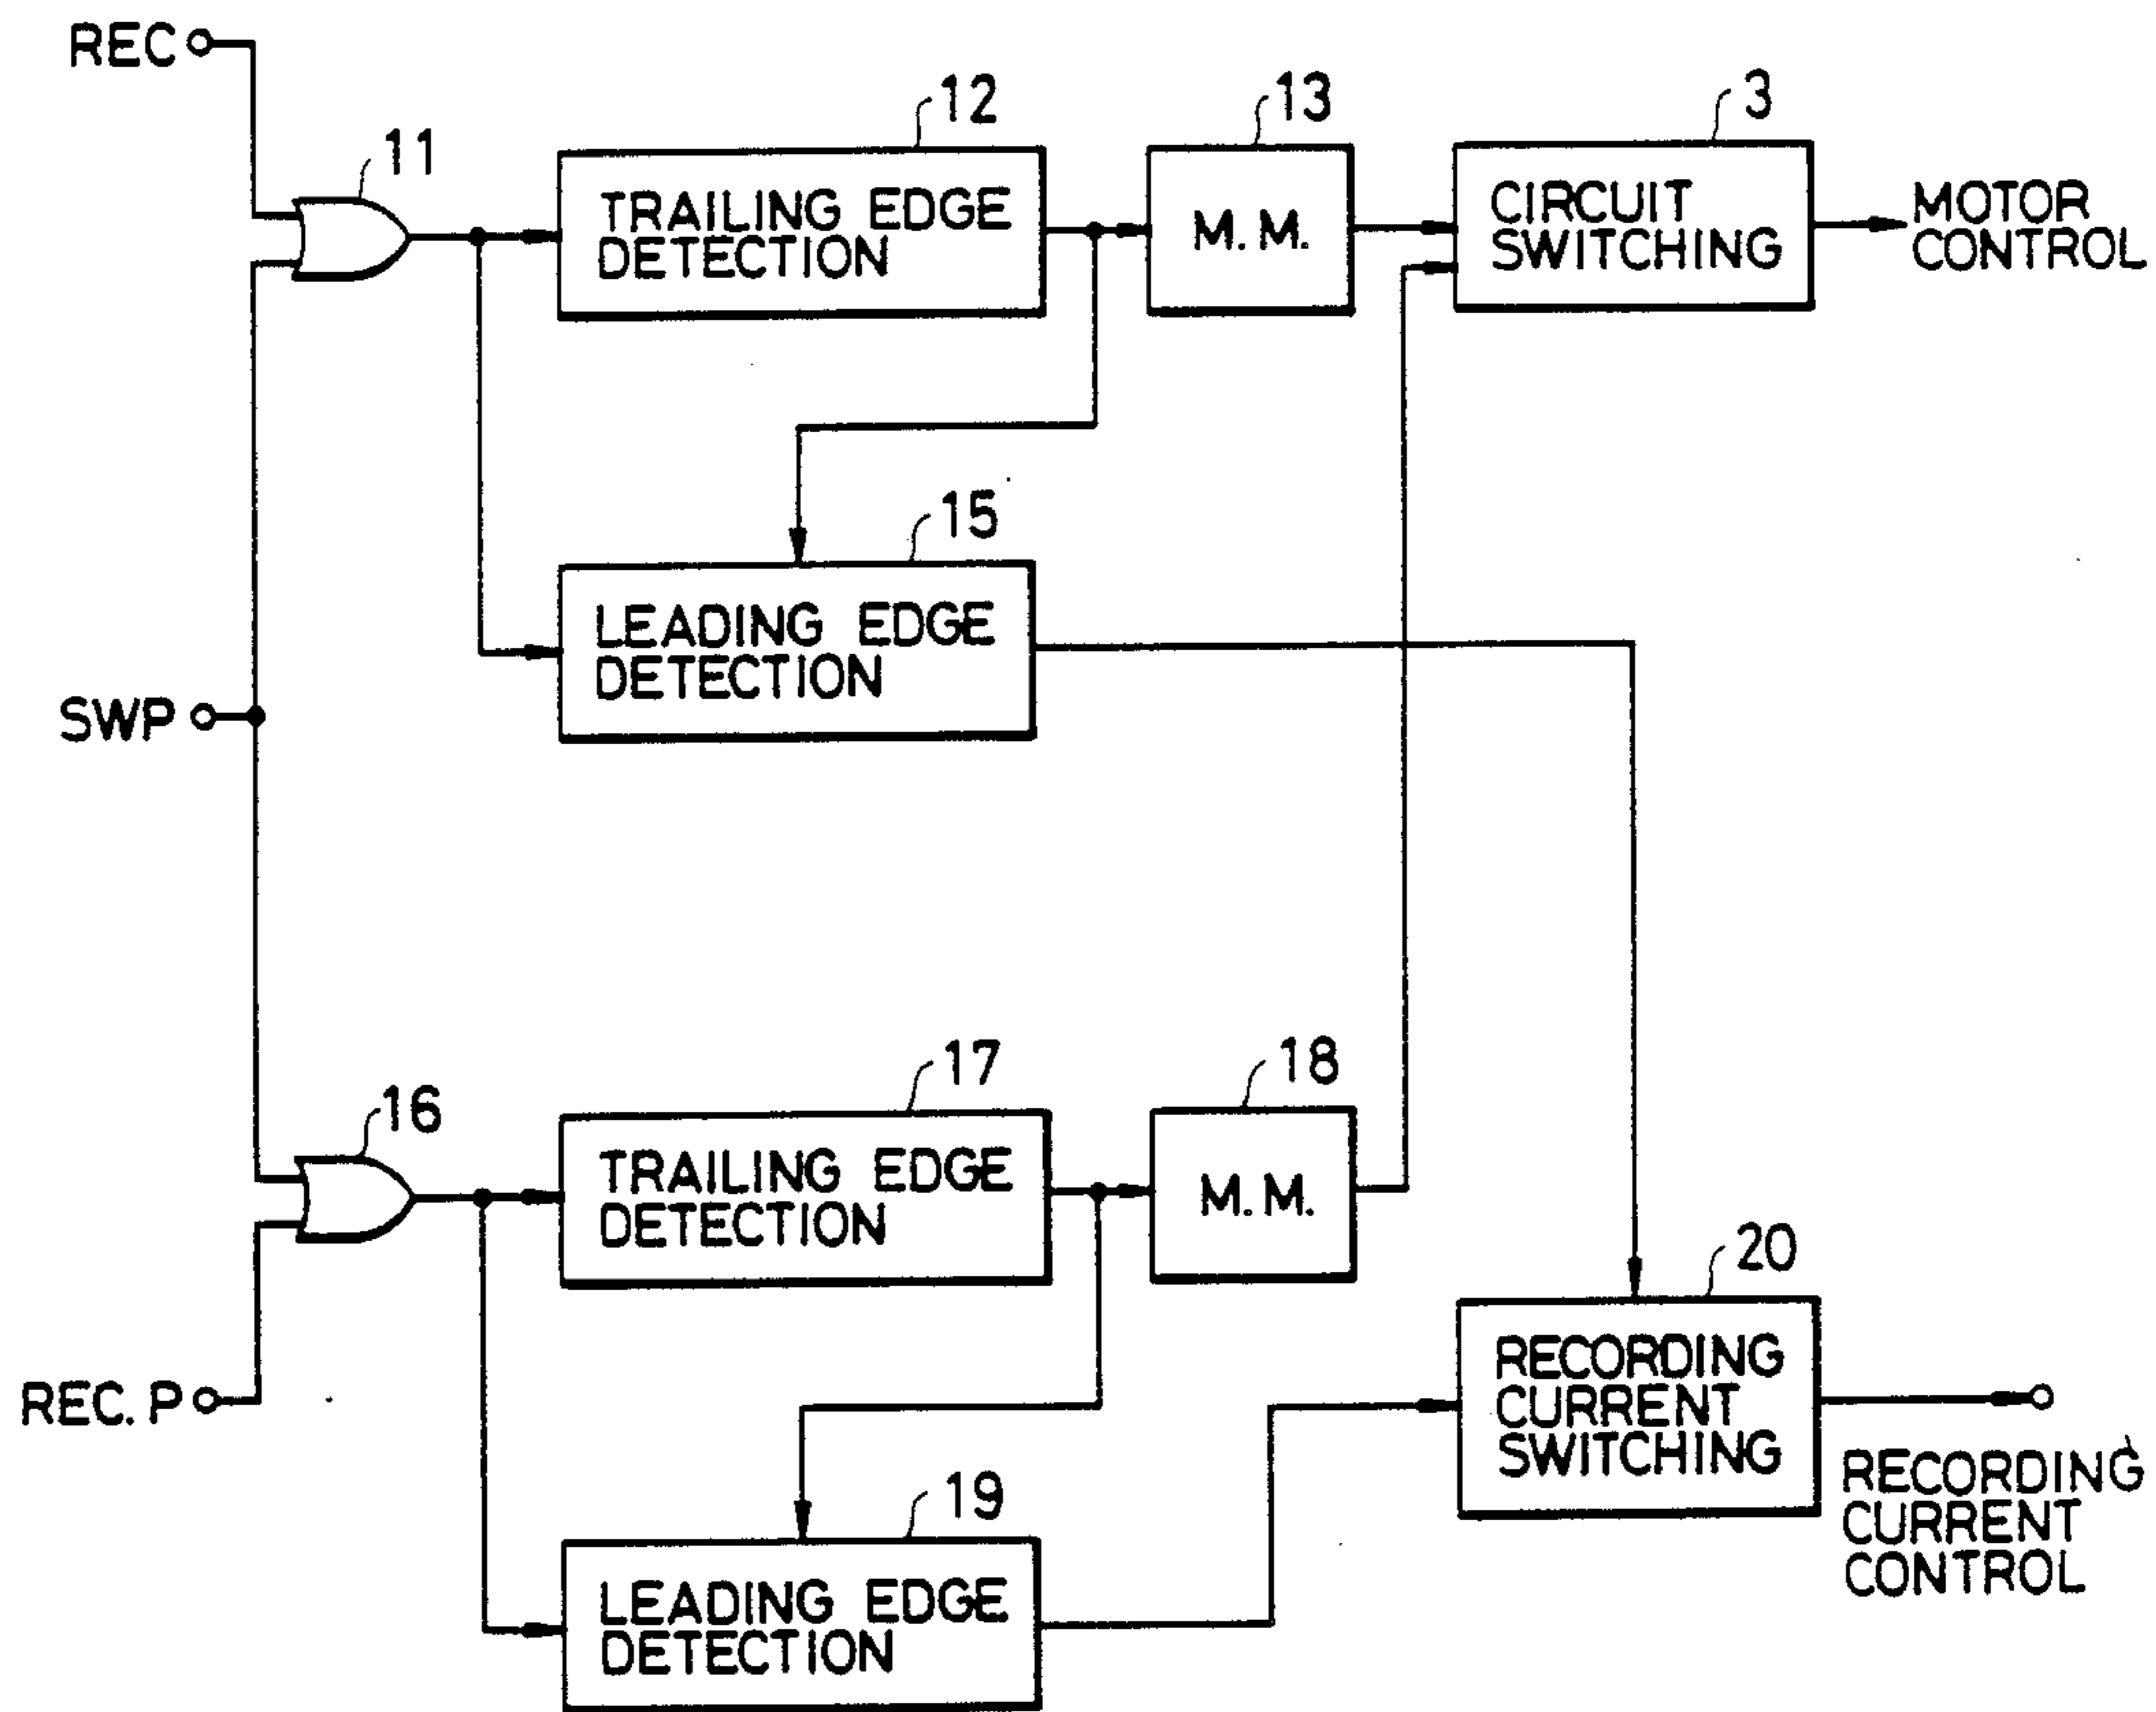 REC
11
12
TRAILING EDGE
DETECTION
13
M. M.
3
CIRCUIT
SWITCHING
MOTOR
CONTROL
15
LEADING EDGE
DETECTION
SWP
16
17
TRAILING EDGE
DETECTION
18
M. M.
REC. P
19
LEADING EDGE
DETECTION
20
RECORDING
CURRENT
SWITCHING
RECORDING
CURRENT
CONTROL